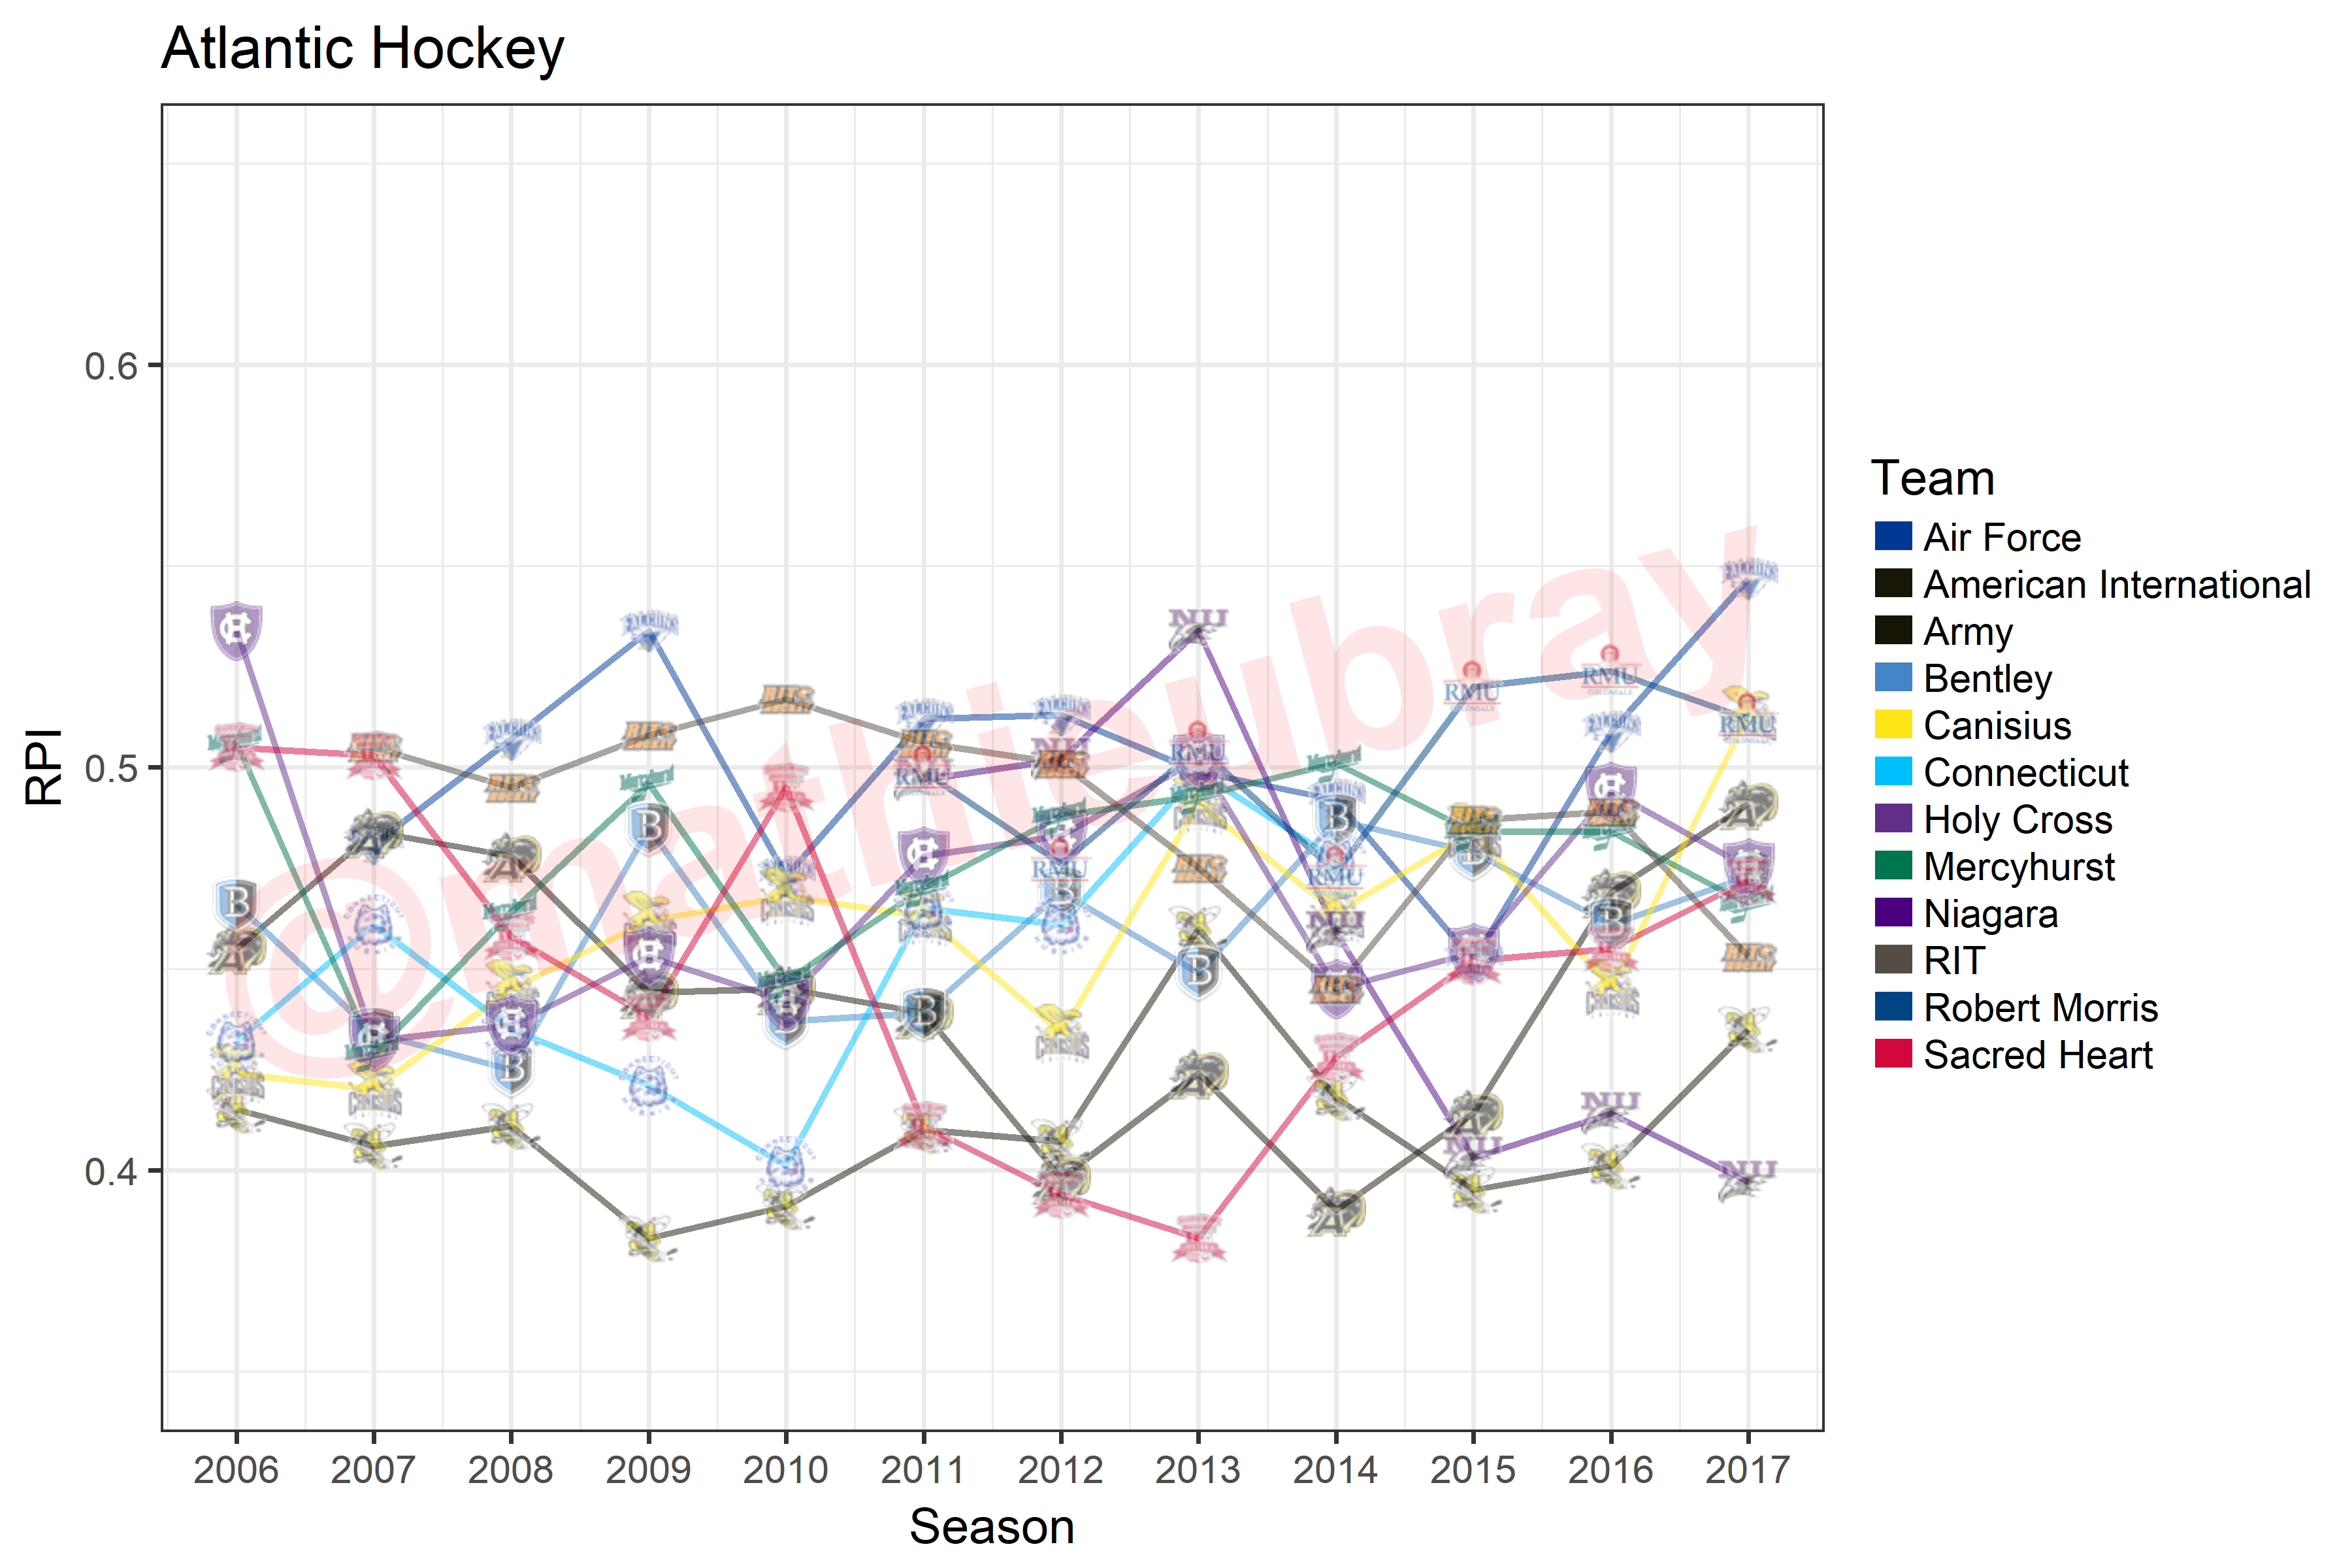 Atlantic Hockey
RPI
0.6
0.5
0.4
2006 2007 2008 2009 2010 2011 2012 2013 2014 2015 2016 2017
Season
Team
Air Force
American International
Army
Bentley
Canisius
Connecticut
Holy Cross
Mercyhurst
Niagara
RIT
Robert Morris
Sacred Heart
@mathieubray